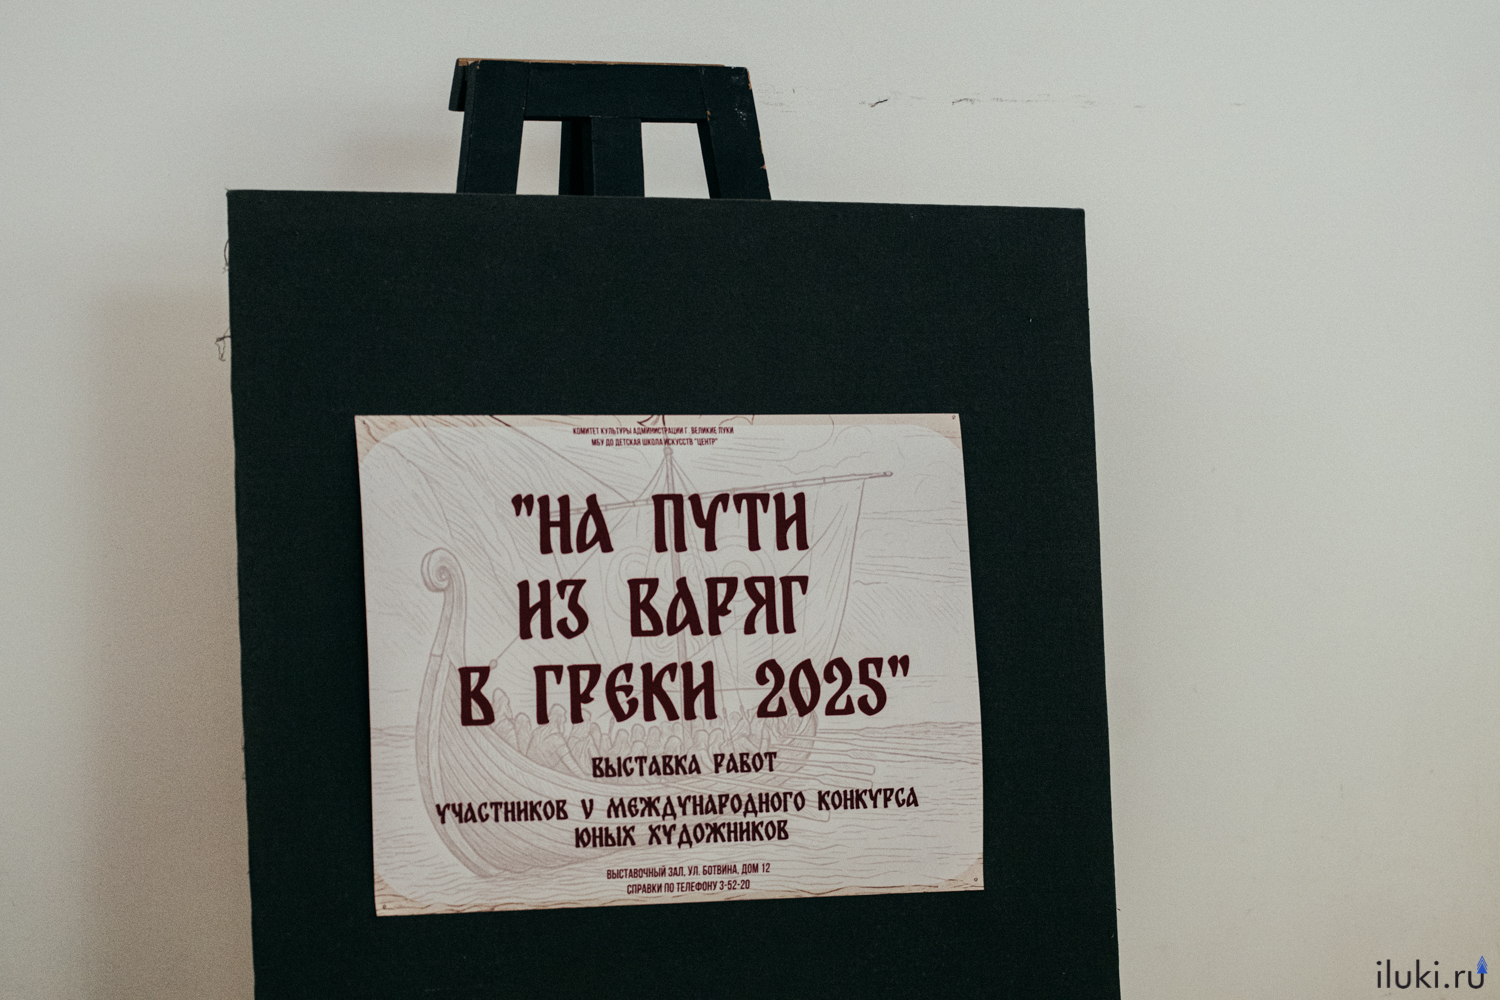 КОМИТЕТ КУЛЬТУРЫ АДМИНИСТРАЦИИ Г. ВЕЛИКИЕ ЛУКИ
МБУ ДО ДЕТСКАЯ ШКОЛА ИСКУССТВ "ЦЕНТР"
"НА ПУТИ
ИЗ ВАРЯГ
В ГРЕКИ 2025"
ВЫСТАВКА РАБОТ
УЧАСТНИКОВ V МЕЖДУНАРОДНОГО КОНКУРСА
ЮНЫХ ХУДОЖНИКОВ
ВЫСТАВОЧНЫЙ ЗАЛ, УЛ. БОТВИНА, ДОМ 12
СПРАВКИ ПО ТЕЛЕФОНУ 3-52-20
iluki.ru